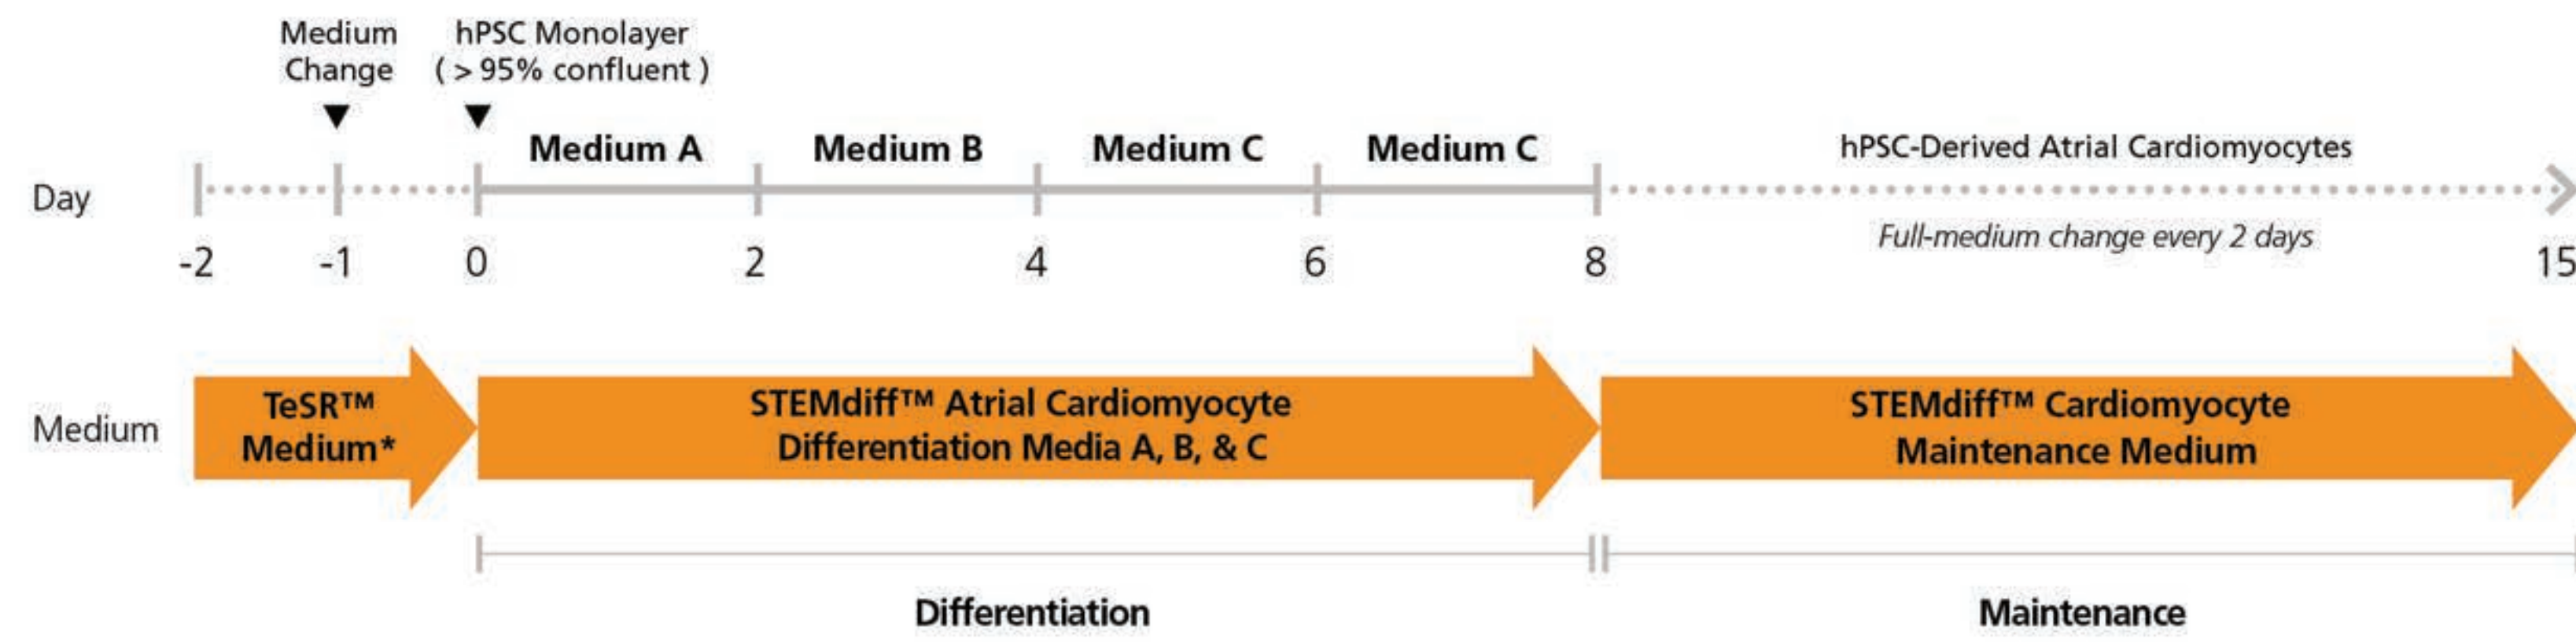 Medium
Change
hPSC Monolayer
( > 95% confluent )
Medium A
Medium B
Medium C
Medium C
hPSC-Derived Atrial Cardiomyocytes
Day
Full-medium change every 2 days
-2
-1
0
2
4
6
8
15
Medium
TeSR™
Medium*
STEMdiff™ Atrial Cardiomyocyte
Differentiation Media A, B, & C
STEMdiff™ Cardiomyocyte
Maintenance Medium
Differentiation
Maintenance